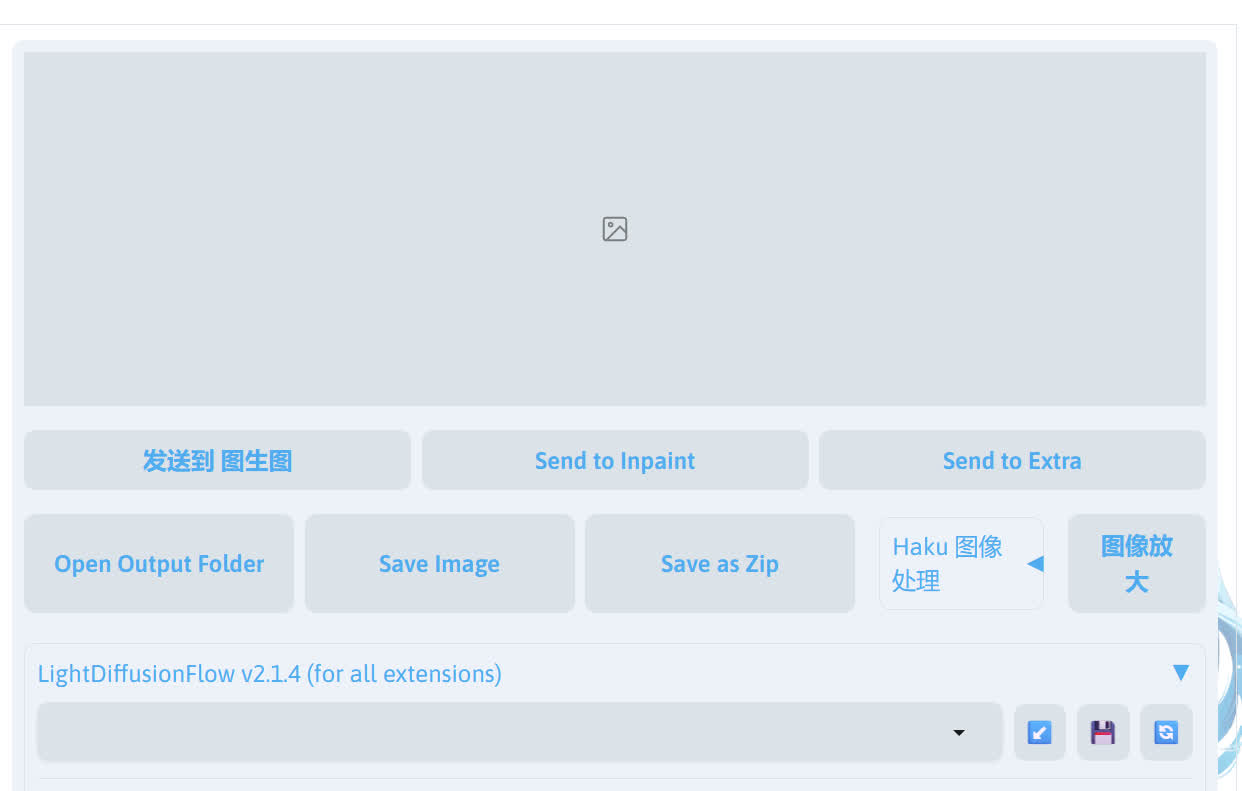 发送到 图生图
Send to Inpaint
Send to Extra
Open Output Folder
Save Image
Save as Zip
Haku 图像
处理
图像放
大
LightDiffusionFlow v2.1.4 (for all extensions)